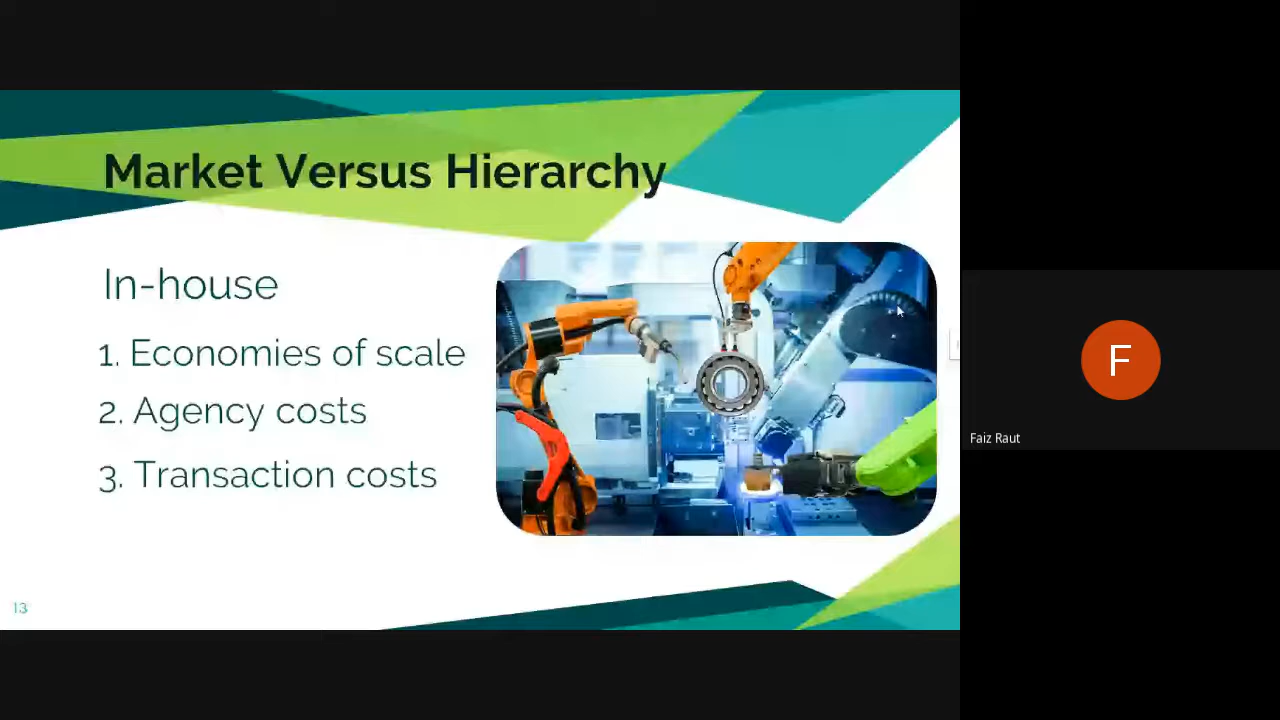 Market Versus Hierarchy
In-house
1. Economies of scale
2. Agency costs
3. Transaction costs
13
F
Faiz Raut